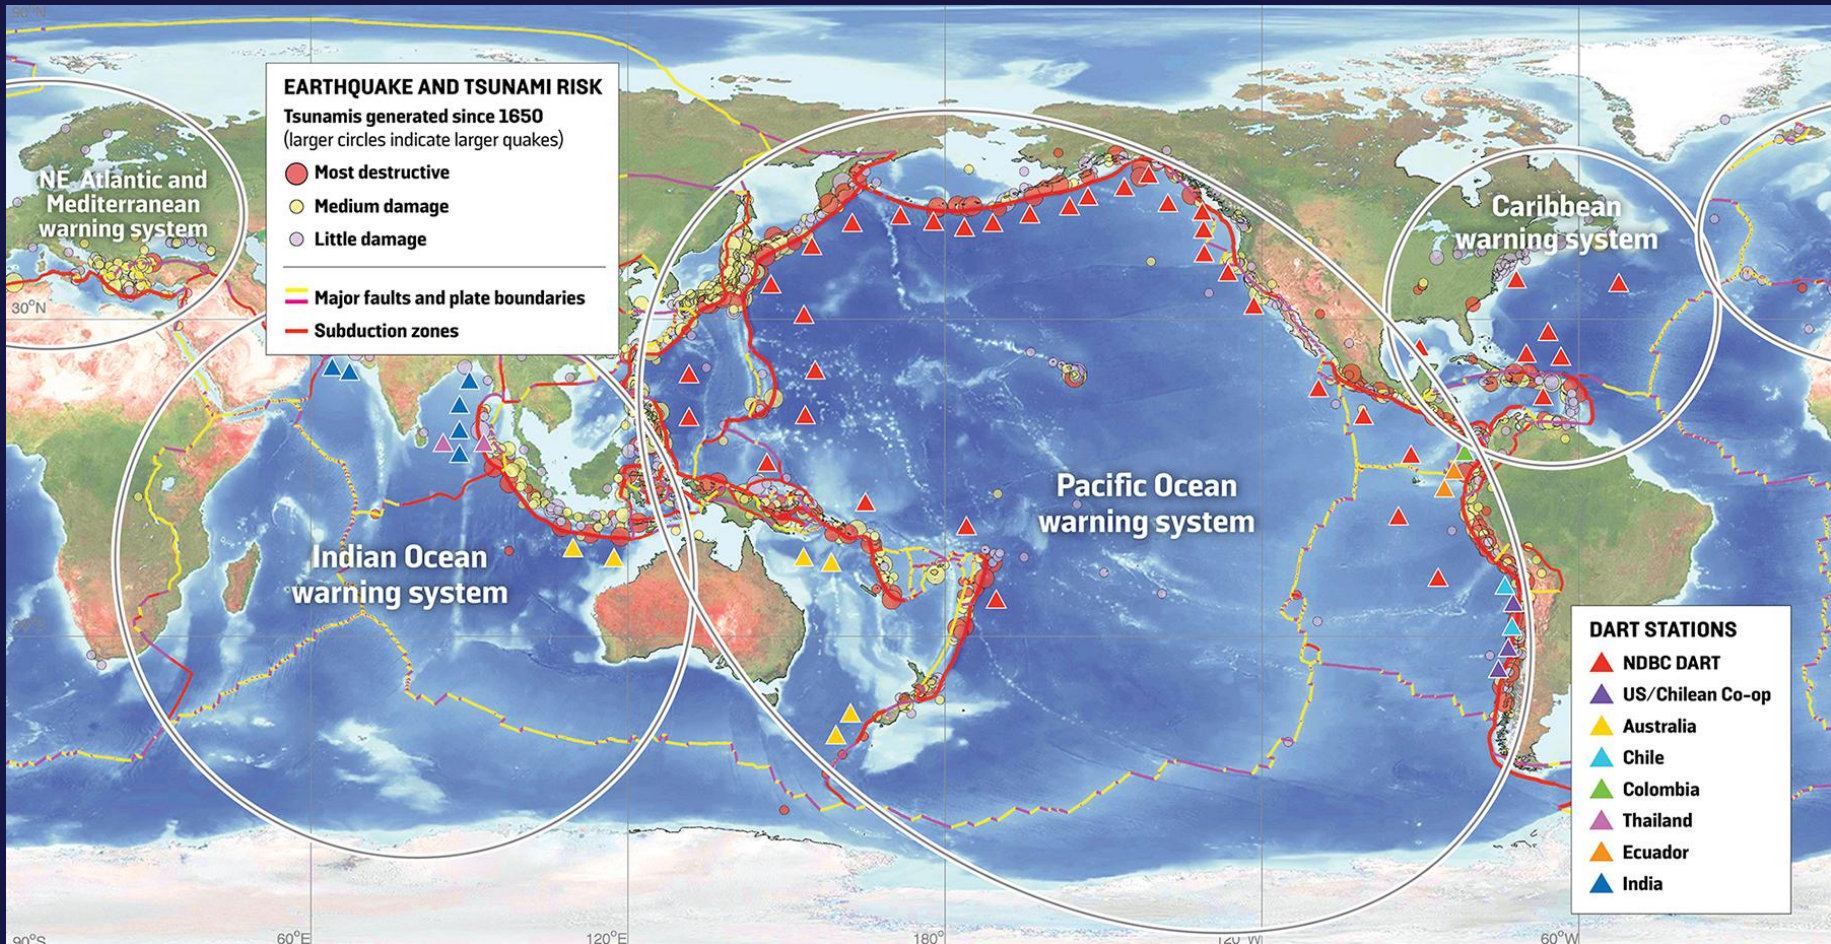 90°N
EARTHQUAKE AND TSUNAMI RISK
Tsunamis generated since 1650
(larger circles indicate larger quakes)
Most destructive
Medium damage
Little damage
Major faults and plate boundaries
Subduction zones
NE Atlantic and
Mediterranean
warning system
Caribbean
warning system
30°N
Pacific Ocean
warning system
Indian Ocean
warning system
DART STATIONS
NDBC DART
US/Chilean Co-op
Australia
Chile
Colombia
Thailand
Ecuador
India
90°S
60°E
120°E
180°
120°W
60°W